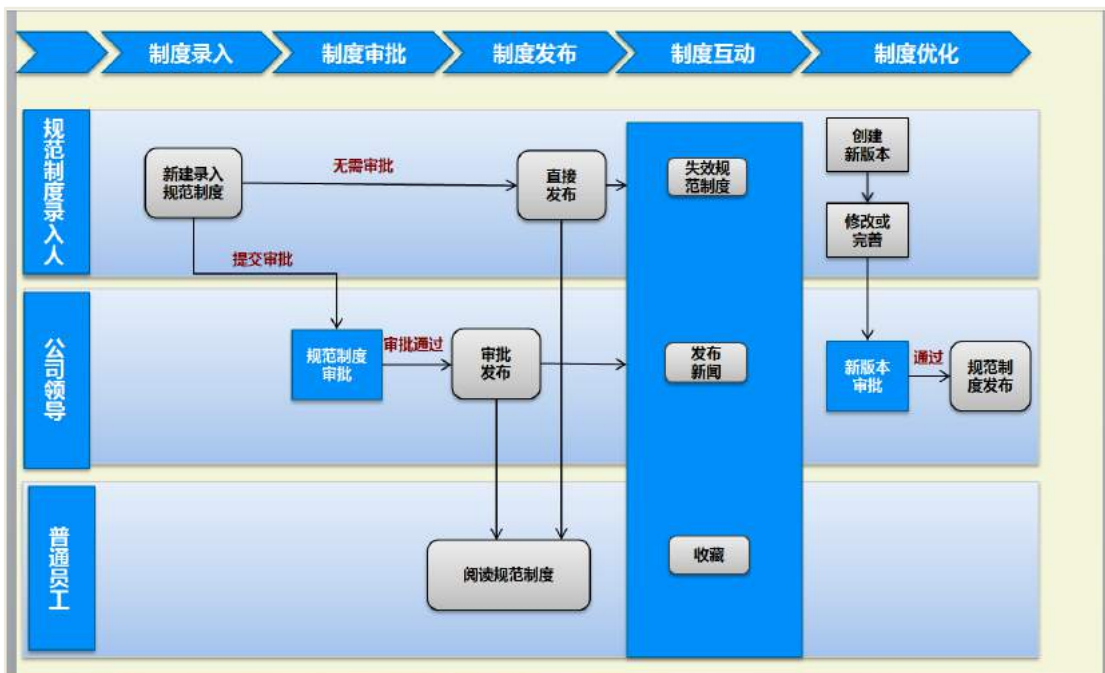 制度录入
制度审批
制度发布
制度互动
制度优化
规范制度录入人
新建录入
规范制度
无需审批
直接
发布
失效规
范制度
创建
新版本
修改或
完善
提交审批
公司领导
规范制度
审批
审批通过
审批
发布
发布
新闻
新版本
审批
通过
规范制
度发布
普通员工
阅读规范制度
收藏